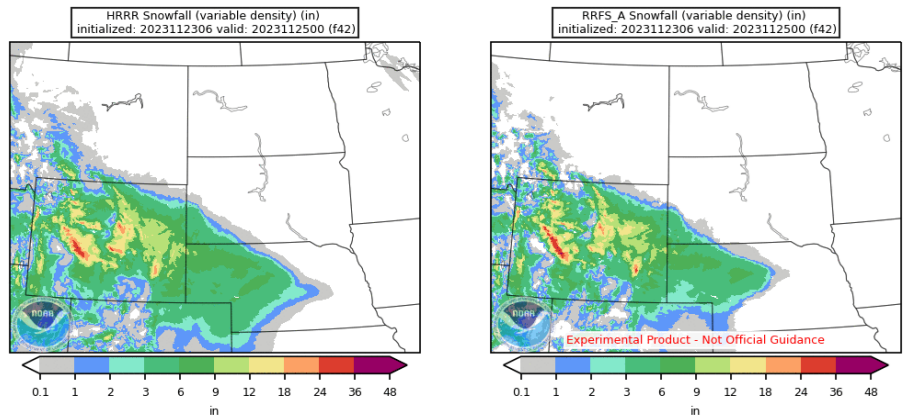 HRRR Snowfall (variable density) (in)
initialized: 2023112306 valid: 2023112500 (f42)
NOAA
0.1 1 2 3 6 9 12 18 24 36 48
in
RRFS_A Snowfall (variable density) (in)
initialized: 2023112306 valid: 2023112500 (f42)
NOAA
Experimental Product - Not Official Guidance
0.1 1 2 3 6 9 12 18 24 36 48
in